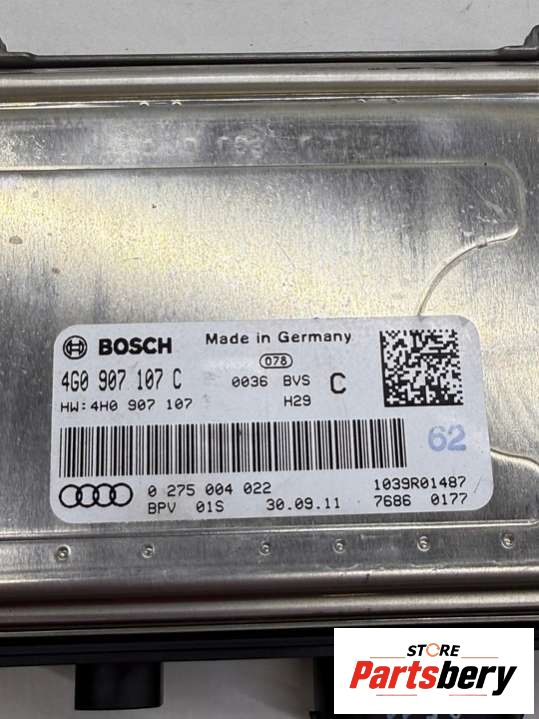 BOSCH Made in Germany
078
4G0 907 107 C 0036 BVS C
HW:4H0 907 107 H29
62
0 275 004 022 1039R01487
BPV 01S 30.09.11 7686 0177
STORE
Partsbery